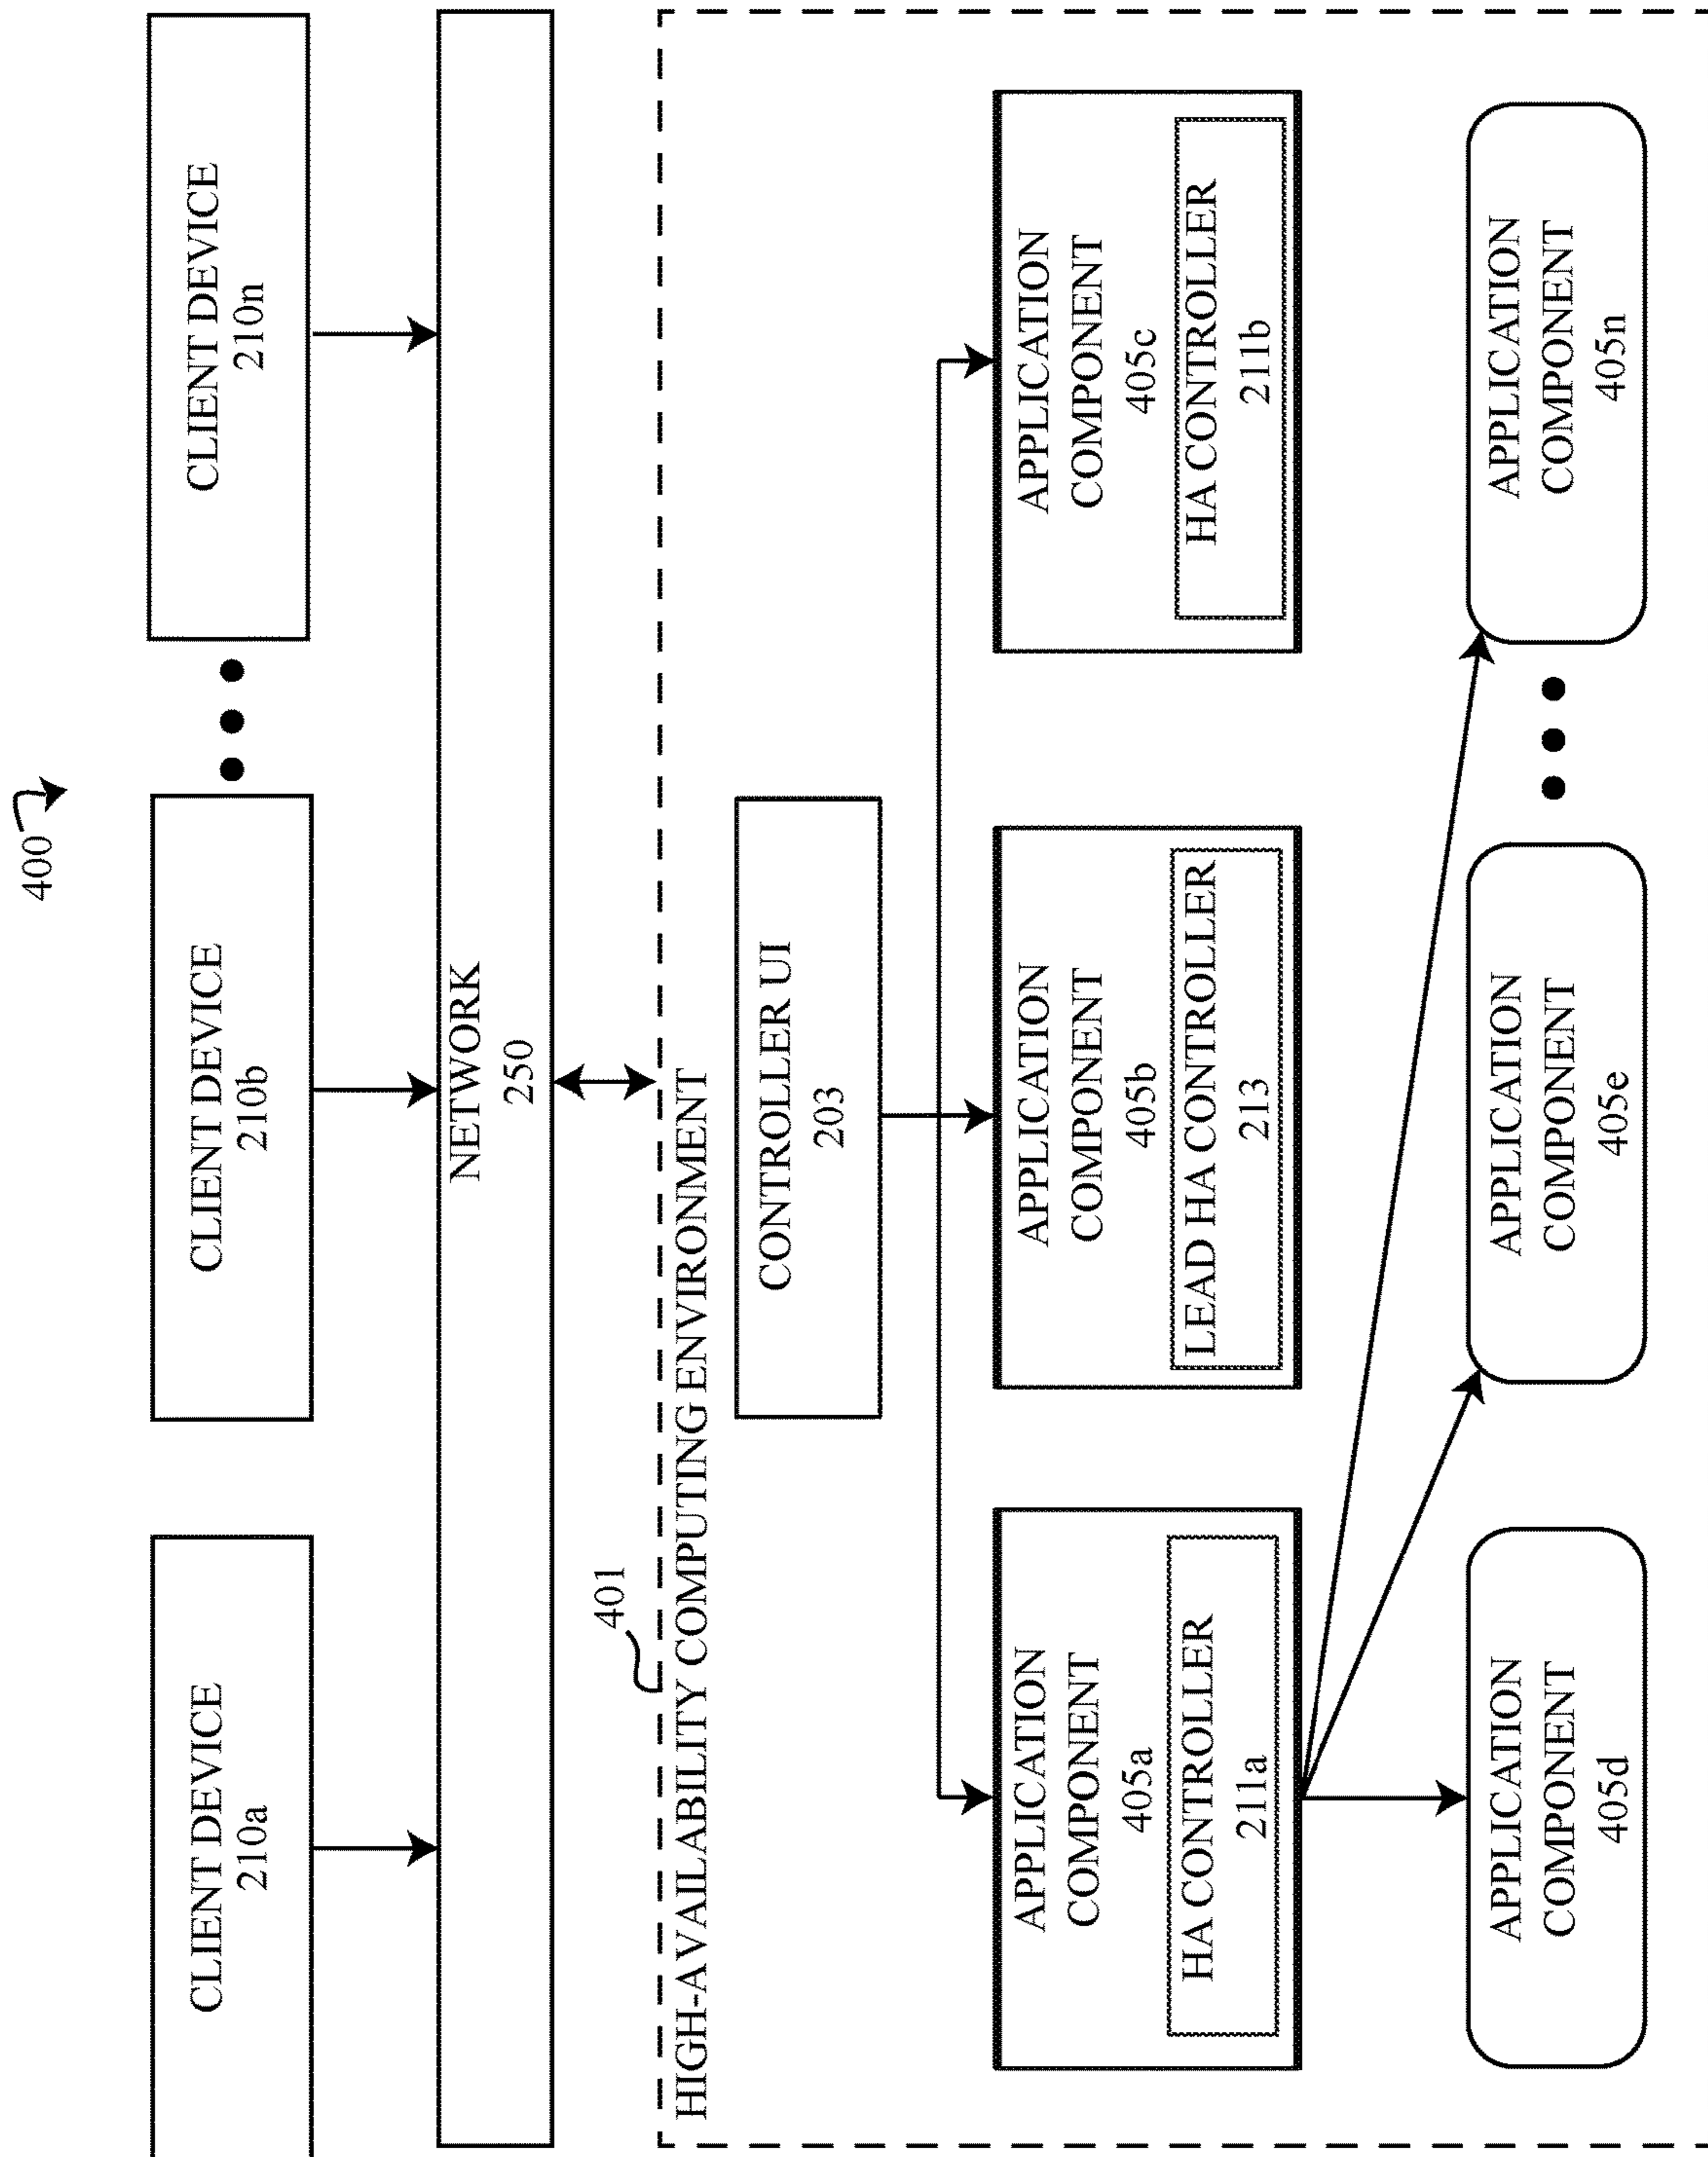 400
CLIENT DEVICE
210a
CLIENT DEVICE
210b
CLIENT DEVICE
210n
NETWORK
250
401
HIGH-AVAILABILITY COMPUTING ENVIRONMENT
CONTROLLER UI
203
APPLICATION
COMPONENT
405a
HA CONTROLLER
211a
APPLICATION
COMPONENT
405b
LEAD HA CONTROLLER
213
APPLICATION
COMPONENT
405c
HA CONTROLLER
211b
APPLICATION
COMPONENT
405d
APPLICATION
COMPONENT
405e
APPLICATION
COMPONENT
405n